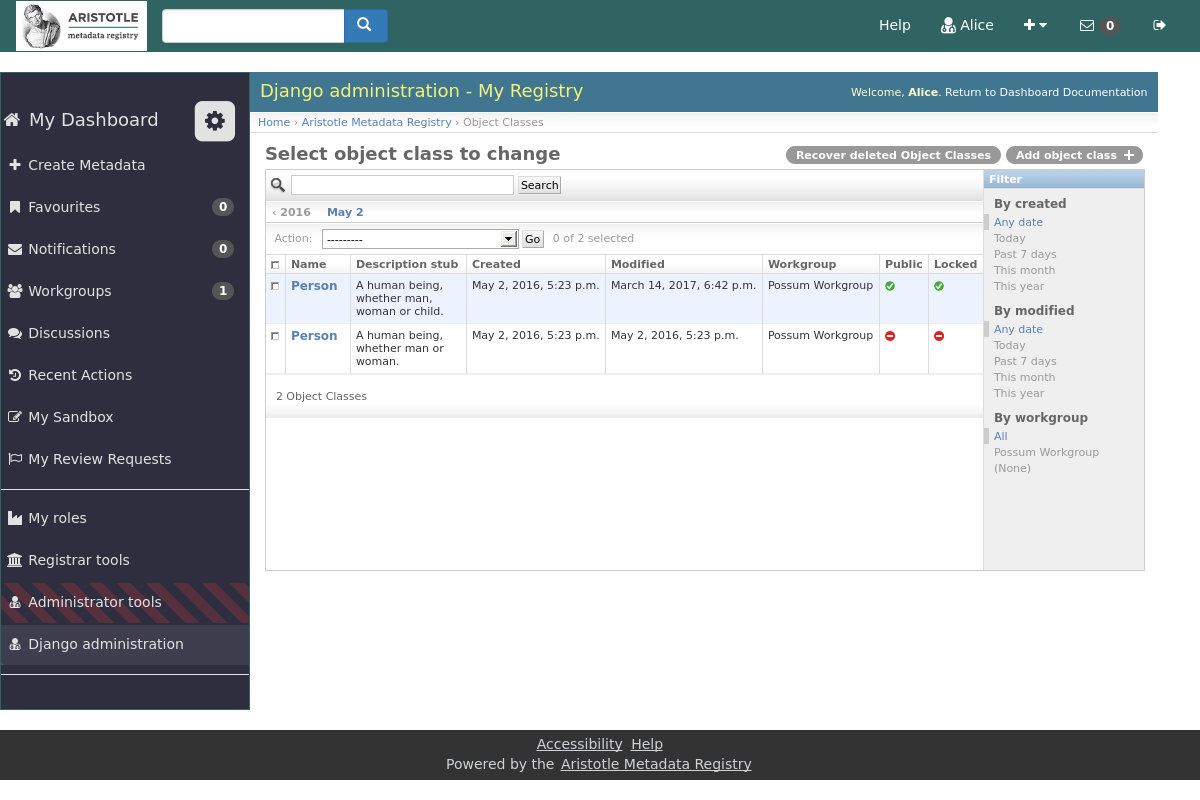 ARISTOTLE
metadata registry
Help
Alice
0
My Dashboard
Create Metadata
Favourites 0
Notifications 0
Workgroups 1
Discussions
Recent Actions
My Sandbox
My Review Requests
My roles
Registrar tools
Administrator tools
Django administration
Django administration - My Registry
Welcome, Alice. Return to Dashboard Documentation
Home › Aristotle Metadata Registry › Object Classes
Select object class to change
Recover deleted Object Classes
Add object class +
Search
‹ 2016 May 2
Action: --------- Go 0 of 2 selected
Name Description stub Created Modified Workgroup Public Locked
Person A human being, May 2, 2016, 5:23 p.m. March 14, 2017, 6:42 p.m. Possum Workgroup
whether man,
woman or child.
Person A human being, May 2, 2016, 5:23 p.m. May 2, 2016, 5:23 p.m. Possum Workgroup
whether man or
woman.
2 Object Classes
Filter
By created
Any date
Today
Past 7 days
This month
This year
By modified
Any date
Today
Past 7 days
This month
This year
By workgroup
All
Possum Workgroup
(None)
Accessibility Help
Powered by the Aristotle Metadata Registry